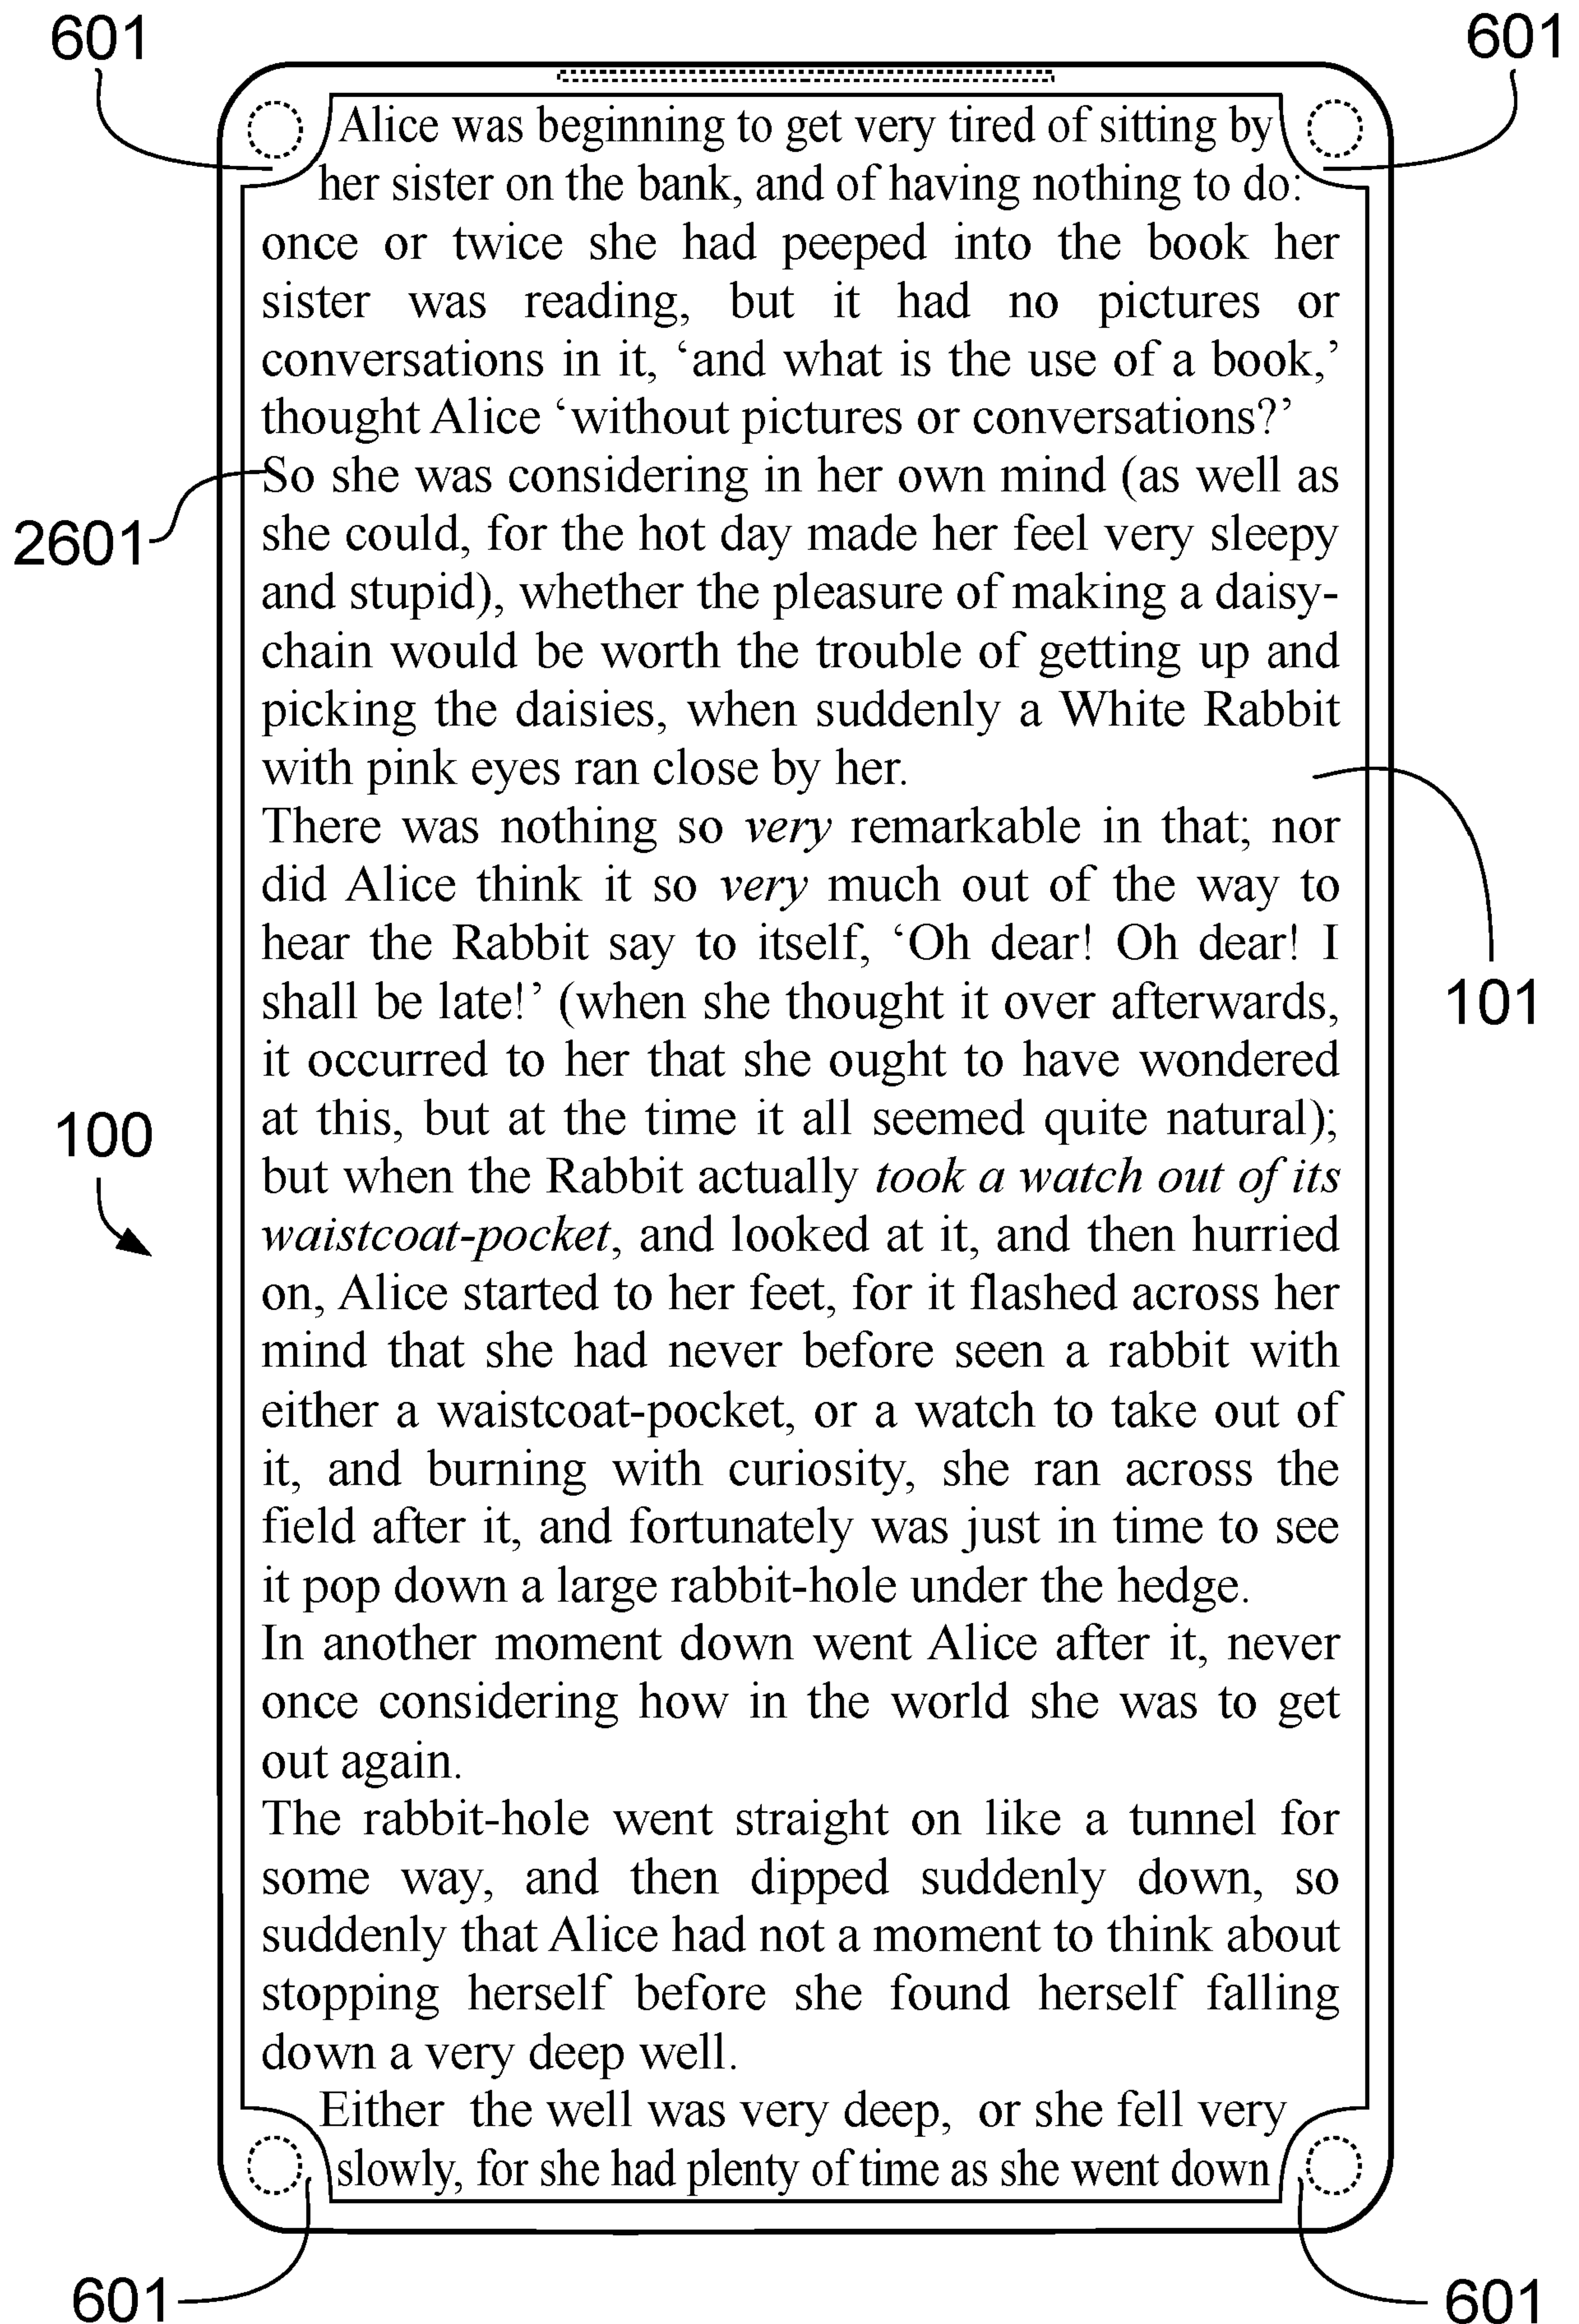 601
601
Alice was beginning to get very tired of sitting by
her sister on the bank, and of having nothing to do:
once or twice she had peeped into the book her
sister was reading, but it had no pictures or
conversations in it, ‘and what is the use of a book,’
thought Alice ‘without pictures or conversations?’
So she was considering in her own mind (as well as
2601
she could, for the hot day made her feel very sleepy
and stupid), whether the pleasure of making a daisy-
chain would be worth the trouble of getting up and
picking the daisies, when suddenly a White Rabbit
with pink eyes ran close by her.
There was nothing so very remarkable in that; nor
did Alice think it so very much out of the way to
hear the Rabbit say to itself, ‘Oh dear! Oh dear! I
shall be late!’ (when she thought it over afterwards,
101
it occurred to her that she ought to have wondered
at this, but at the time it all seemed quite natural);
100
but when the Rabbit actually took a watch out of its
waistcoat-pocket, and looked at it, and then hurried
on, Alice started to her feet, for it flashed across her
mind that she had never before seen a rabbit with
either a waistcoat-pocket, or a watch to take out of
it, and burning with curiosity, she ran across the
field after it, and fortunately was just in time to see
it pop down a large rabbit-hole under the hedge.
In another moment down went Alice after it, never
once considering how in the world she was to get
out again.
The rabbit-hole went straight on like a tunnel for
some way, and then dipped suddenly down, so
suddenly that Alice had not a moment to think about
stopping herself before she found herself falling
down a very deep well.
Either the well was very deep, or she fell very
slowly, for she had plenty of time as she went down
601
601